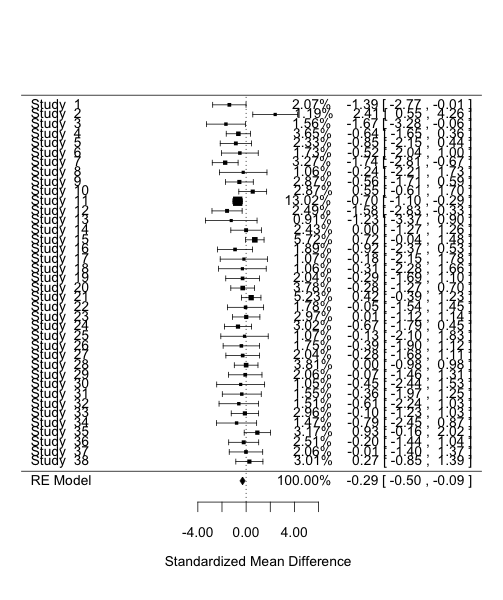 Study 1 2.07% -1.39 [ -2.77 , -0.01 ]
Study 2 1.19% 2.41 [ 0.55 , 4.26 ]
Study 3 1.56% -1.67 [ -3.28 , -0.06 ]
Study 4 3.65% -0.64 [ -1.65 , 0.36 ]
Study 5 2.33% -0.85 [ -2.15 , 0.44 ]
Study 6 1.73% -0.52 [ -2.04 , 1.00 ]
Study 7 3.27% -1.74 [ -2.81 , -0.67 ]
Study 8 1.06% -0.24 [ -2.21 , 1.73 ]
Study 9 2.87% -0.56 [ -1.71 , 0.59 ]
Study 10 2.87% 0.55 [ -0.61 , 1.70 ]
Study 11 13.02% -0.70 [ -1.10 , -0.29 ]
Study 12 2.49% -1.58 [ -2.83 , -0.33 ]
Study 13 0.91% -1.23 [ -3.37 , 0.90 ]
Study 14 2.43% 0.00 [ -1.27 , 1.26 ]
Study 15 5.72% 0.72 [ -0.04 , 1.48 ]
Study 16 1.89% -0.92 [ -2.37 , 0.53 ]
Study 17 1.07% -0.18 [ -2.15 , 1.78 ]
Study 18 1.06% -0.31 [ -2.28 , 1.66 ]
Study 19 2.04% -0.29 [ -1.69 , 1.10 ]
Study 20 3.78% -0.28 [ -1.27 , 0.70 ]
Study 21 5.23% 0.42 [ -0.39 , 1.23 ]
Study 22 1.78% -0.05 [ -1.54 , 1.45 ]
Study 23 2.97% 0.01 [ -1.12 , 1.14 ]
Study 24 3.02% -0.67 [ -1.79 , 0.45 ]
Study 25 1.07% -0.13 [ -2.10 , 1.83 ]
Study 26 1.75% -0.39 [ -1.90 , 1.12 ]
Study 27 2.04% -0.28 [ -1.68 , 1.11 ]
Study 28 3.81% 0.00 [ -0.98 , 0.98 ]
Study 29 2.06% -0.07 [ -1.46 , 1.31 ]
Study 30 1.05% -0.45 [ -2.44 , 1.53 ]
Study 31 1.55% -0.36 [ -1.97 , 1.25 ]
Study 32 1.51% -0.61 [ -2.24 , 1.03 ]
Study 33 2.96% -0.10 [ -1.23 , 1.03 ]
Study 34 1.47% -0.79 [ -2.45 , 0.87 ]
Study 35 3.17% 0.93 [ -0.16 , 2.02 ]
Study 36 2.51% -0.20 [ -1.44 , 1.04 ]
Study 37 2.06% -0.01 [ -1.40 , 1.37 ]
Study 38 3.01% 0.27 [ -0.85 , 1.39 ]
RE Model 100.00% -0.29 [ -0.50 , -0.09 ]
-4.00 0.00 4.00
Standardized Mean Difference